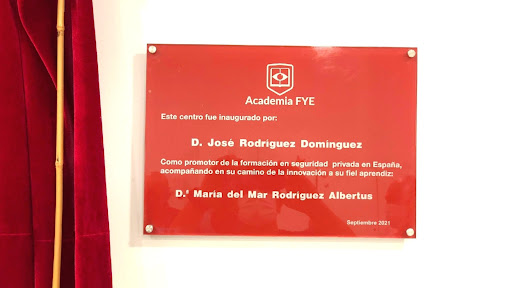 Academia FYE
Este centro fue inaugurado por:
D. José Rodríguez Domínguez
Como promotor de la formación en seguridad privada en España,
acompañando en su camino de la innovación a su fiel aprendiz:
D.ª María del Mar Rodríguez Albertus
Septiembre 2021